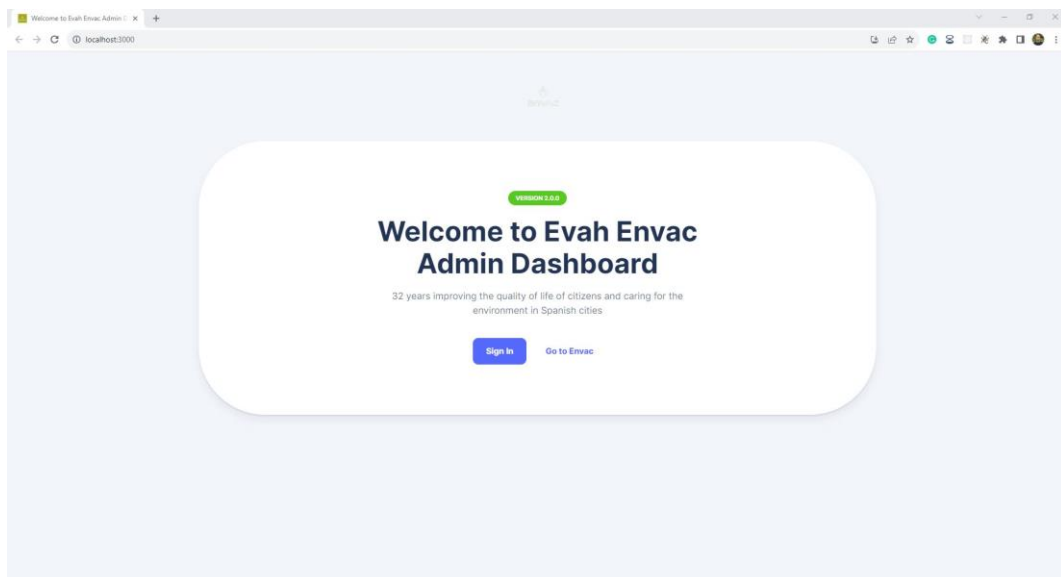 Welcome to Evah Envac Admin
localhost:3000
ENVAC
VERSION 2.0.0
Welcome to Evah Envac
Admin Dashboard
32 years improving the quality of life of citizens and caring for the
environment in Spanish cities
Sign In Go to Envac